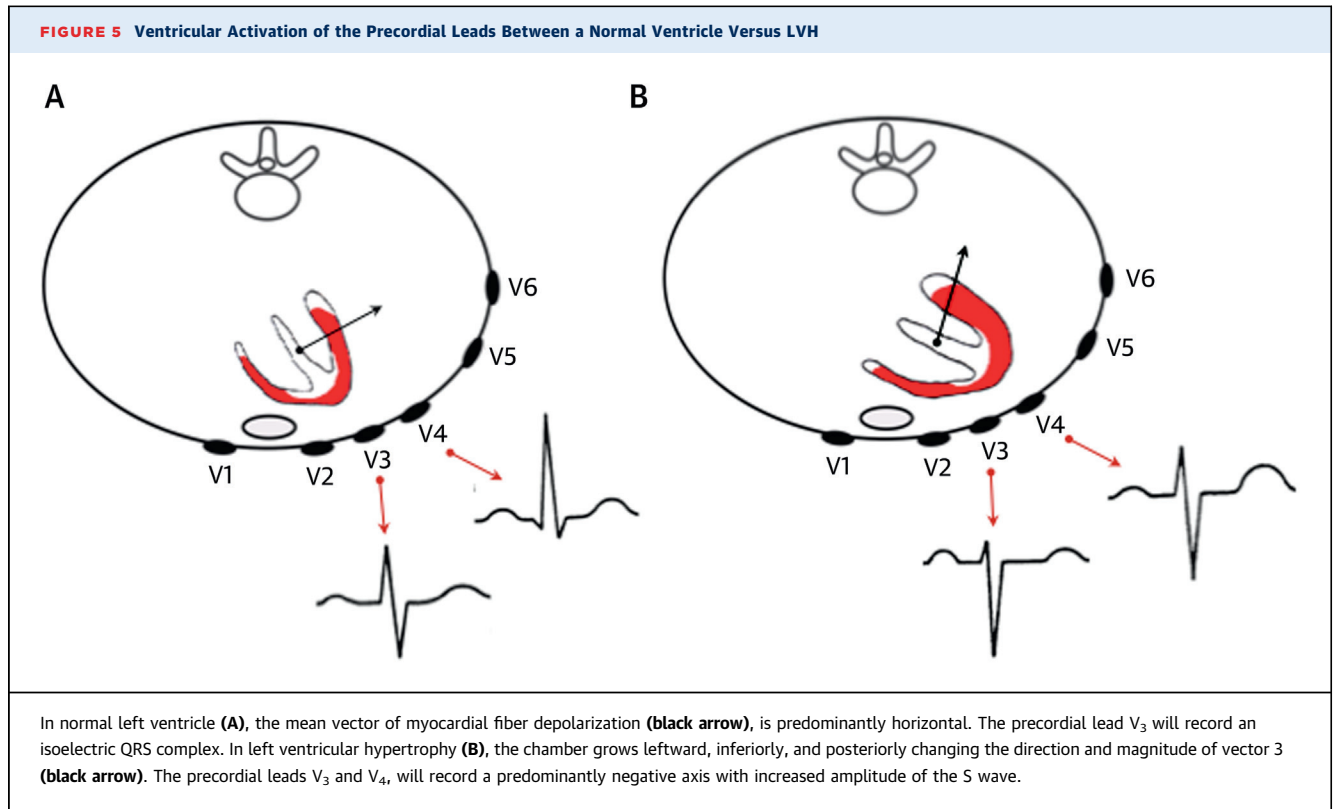 FIGURE 5 Ventricular Activation of the Precordial Leads Between a Normal Ventricle Versus LVH
A
V6
V5
V4
V3
V2
V1
B
V6
V5
V4
V3
V2
V1
In normal left ventricle (A), the mean vector of myocardial fiber depolarization (black arrow), is predominantly horizontal. The precordial lead V₃ will record an
isoelectric QRS complex. In left ventricular hypertrophy (B), the chamber grows leftward, inferiorly, and posteriorly changing the direction and magnitude of vector 3
(black arrow). The precordial leads V₃ and V₄, will record a predominantly negative axis with increased amplitude of the S wave.